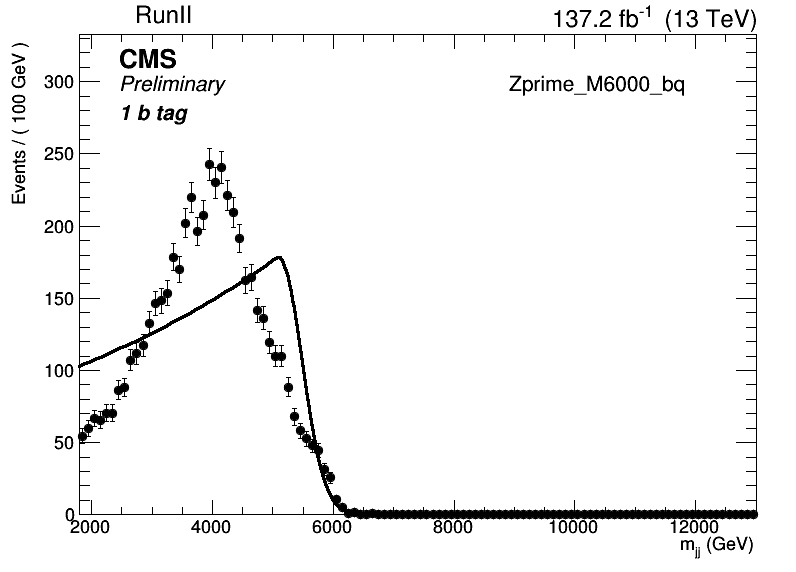 RunII
137.2 fb⁻¹ (13 TeV)
CMS
Preliminary
1 b tag
Zprime_M6000_bq
Events / ( 100 GeV )
300
250
200
150
100
50
0
2000 4000 6000 8000 10000 12000
m_jj (GeV)